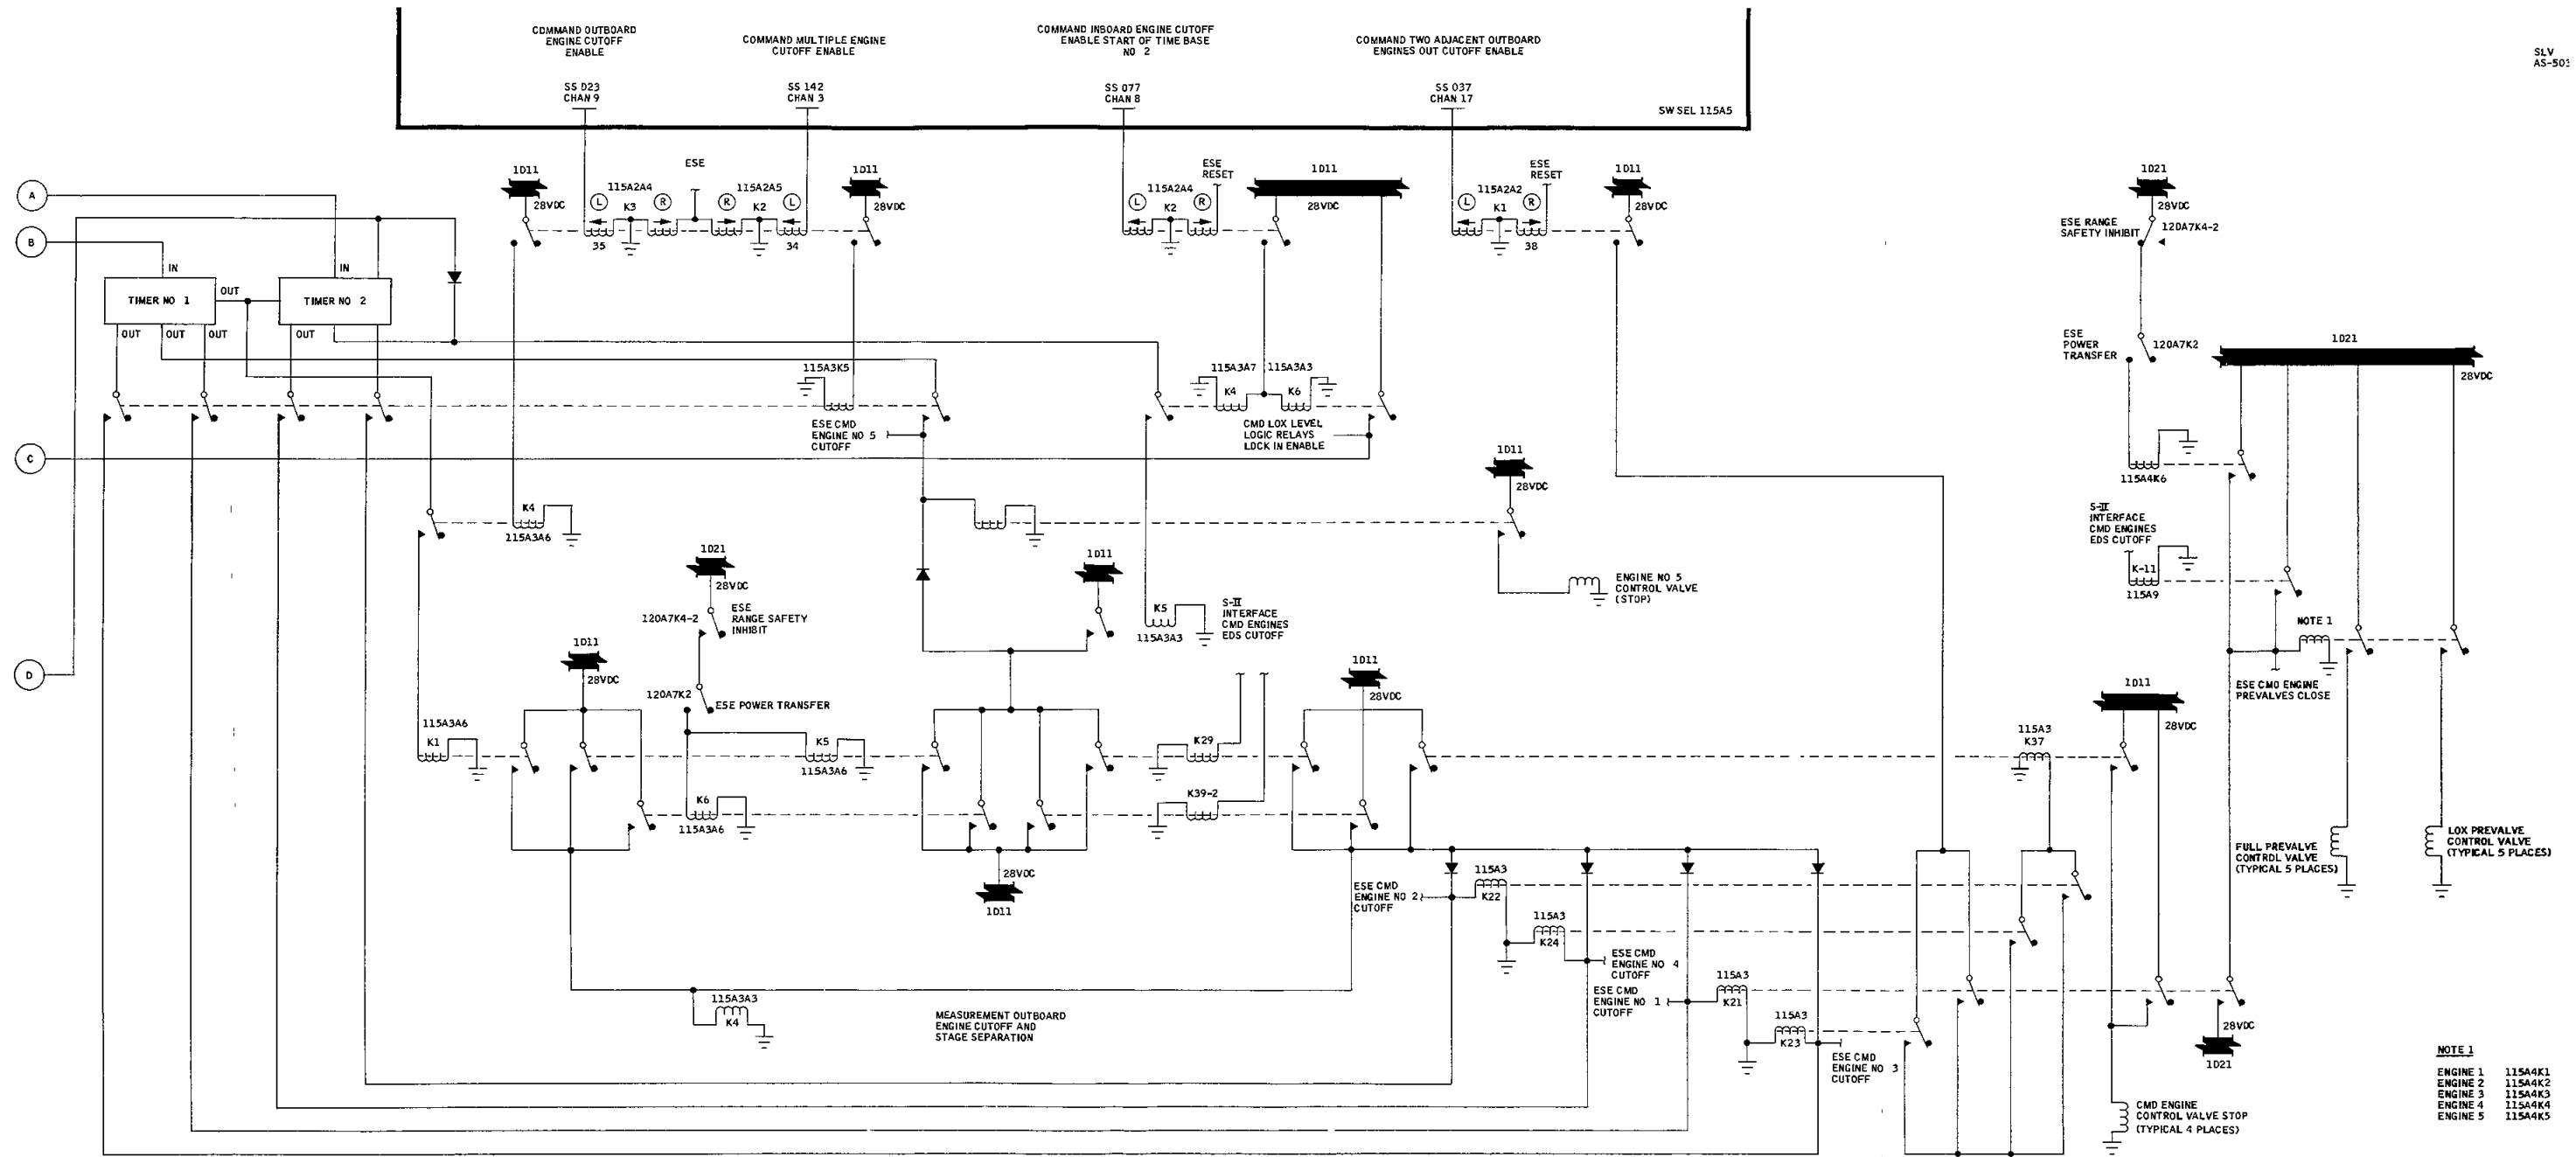 COMMAND OUTBOARD
ENGINE CUTOFF
ENABLE
COMMAND MULTIPLE ENGINE
CUTOFF ENABLE
COMMAND INBOARD ENGINE CUTOFF
ENABLE START OF TIME BASE
NO 2
COMMAND TWO ADJACENT OUTBOARD
ENGINES OUT CUTOFF ENABLE
SLV
AS-503
SS 023
CHAN 9
SS 142
CHAN 3
SS 077
CHAN 8
SS 037
CHAN 17
SW SEL 115A5
1D11
28VDC
L
115A2A4
K3
R
35
ESE
R
115A2A5
K2
L
34
1D11
28VDC
L
115A2A4
K2
R
ESE
RESET
1D11
28VDC
L
115A2A2
K1
R
38
ESE
RESET
1D11
28VDC
1D21
28VDC
ESE RANGE
SAFETY INHIBIT
120A7K4-2
A
B
C
D
IN
TIMER NO 1
OUT
OUT
OUT
OUT
IN
TIMER NO 2
OUT
115A3K5
ESE CMD
ENGINE NO 5
CUTOFF
115A3A7
K4
115A3A3
K6
CMD LOX LEVEL
LOGIC RELAYS
LOCK IN ENABLE
ESE
POWER
TRANSFER
120A7K2
1D21
28VDC
115A4K6
K4
115A3A6
1D11
28VDC
ENGINE NO 5
CONTROL VALVE
(STOP)
S-II
INTERFACE
CMD ENGINES
EDS CUTOFF
K-11
115A9
1D21
28VDC
120A7K4-2
ESE
RANGE SAFETY
INHIBIT
1D11
K5
115A3A3
S-II
INTERFACE
CMD ENGINES
EDS CUTOFF
NOTE 1
ESE CMD ENGINE
PREVALVES CLOSE
1D11
28VDC
120A7K2
ESE POWER TRANSFER
1D11
28VDC
1D11
28VDC
115A3A6
K1
K5
115A3A6
K29
115A3
K37
K6
115A3A6
K39-2
28VDC
1D11
FULL PREVALVE
CONTROL VALVE
(TYPICAL 5 PLACES)
LOX PREVALVE
CONTROL VALVE
(TYPICAL 5 PLACES)
ESE CMD
ENGINE NO 2
CUTOFF
115A3
K22
115A3
K24
ESE CMD
ENGINE NO 4
CUTOFF
ESE CMD
ENGINE NO 1
CUTOFF
115A3
K21
115A3
K23
ESE CMD
ENGINE NO 3
CUTOFF
115A3A3
K4
MEASUREMENT OUTBOARD
ENGINE CUTOFF AND
STAGE SEPARATION
28VDC
1D21
CMD ENGINE
CONTROL VALVE STOP
(TYPICAL 4 PLACES)
NOTE 1
ENGINE 1 115A4K1
ENGINE 2 115A4K2
ENGINE 3 115A4K3
ENGINE 4 115A4K4
ENGINE 5 115A4K5